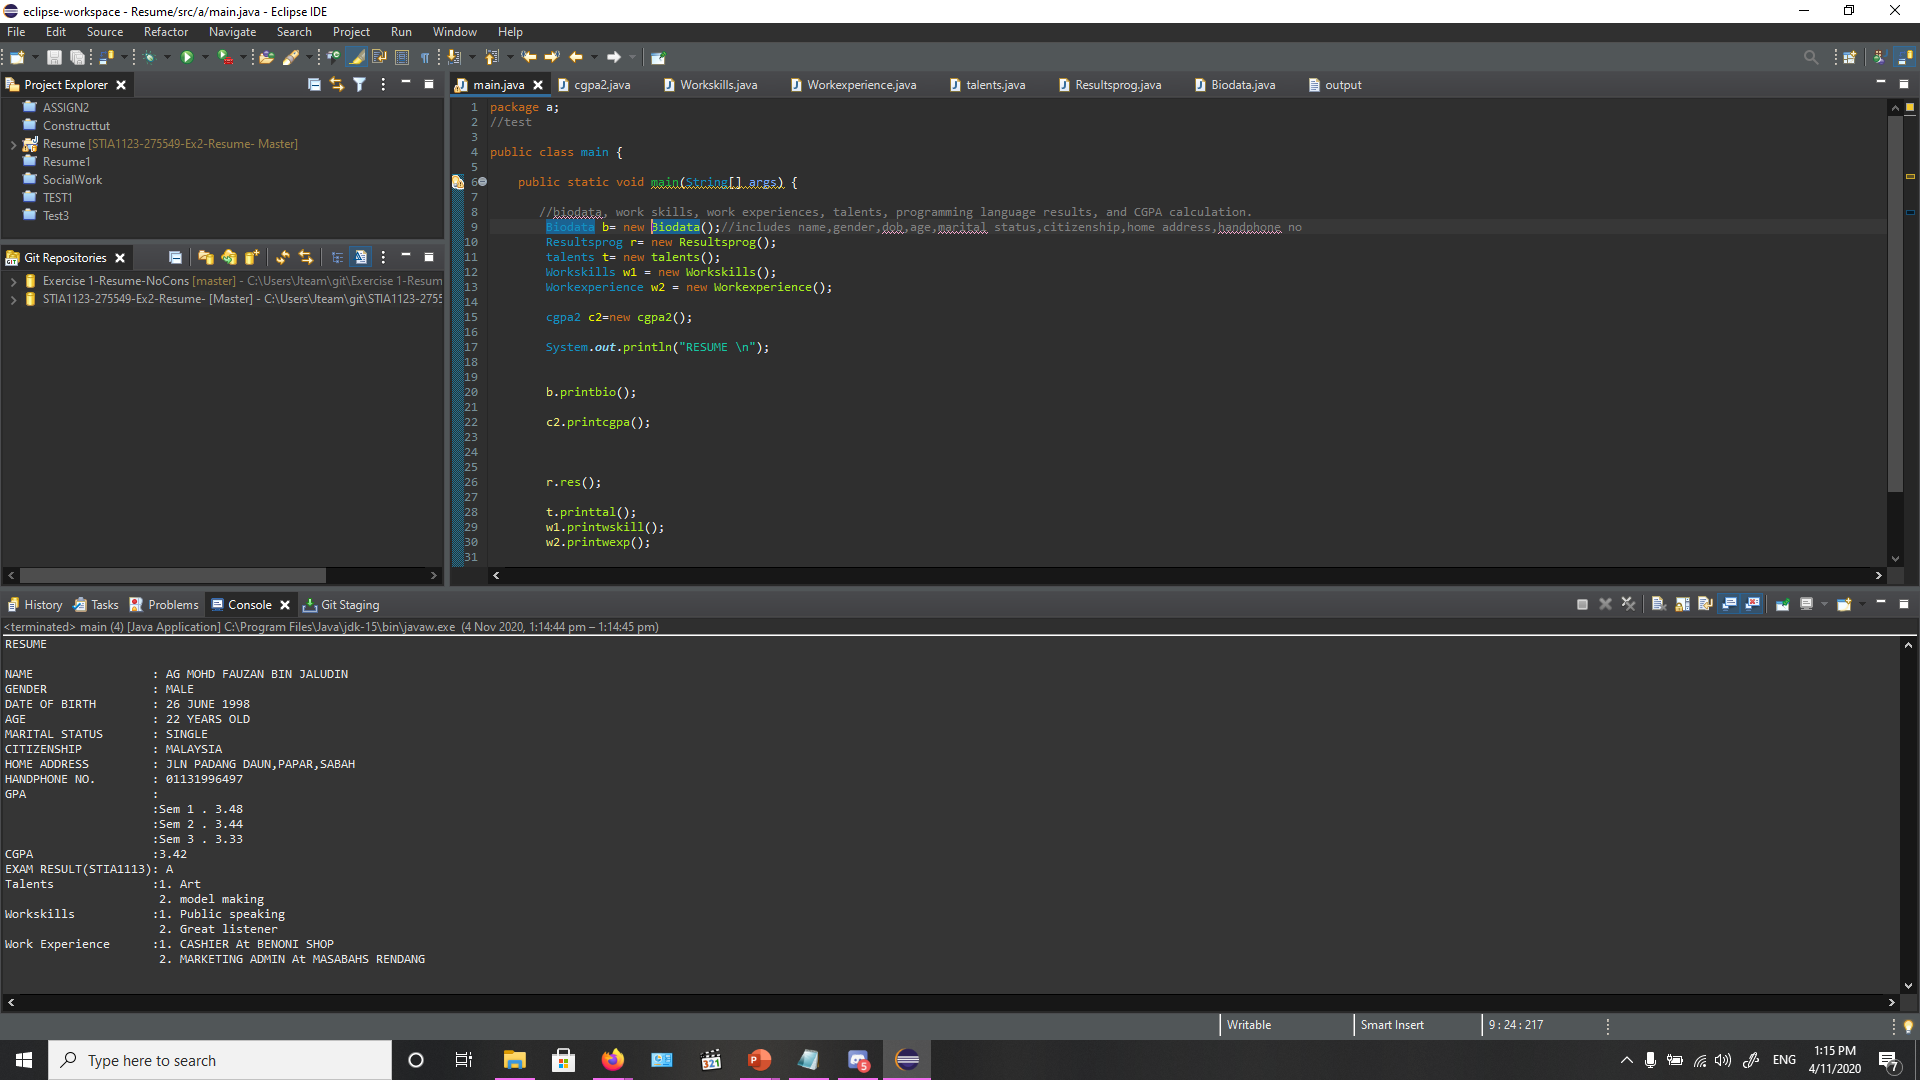 eclipse-workspace - Resume/src/a/main.java - Eclipse IDE
File Edit Source Refactor Navigate Search Project Run Window Help
Project Explorer
ASSIGN2
Constructtut
Resume [STIA1123-275549-Ex2-Resume- Master]
Resume1
SocialWork
TEST1
Test3
Git Repositories
Exercise 1-Resume-NoCons [master] - C:\Users\Jteam\git\Exercise 1-Resum
STIA1123-275549-Ex2-Resume- [Master] - C:\Users\Jteam\git\STIA1123-2755
main.java cgpa2.java Workskills.java Workexperience.java talents.java Resultsprog.java Biodata.java output
1 package a;
2 //test
3
4 public class main {
5
6 public static void main(String[] args) {
7
8 //biodata, work skills, work experiences, talents, programming language results, and CGPA calculation.
9 Biodata b= new Biodata();//includes name,gender,dob,age,marital status,citizenship,home address,handphone no
10 Resultsprog r= new Resultsprog();
11 talents t= new talents();
12 Workskills w1 = new Workskills();
13 Workexperience w2 = new Workexperience();
14
15 cgpa2 c2=new cgpa2();
16
17 System.out.println("RESUME \n");
18
19
20 b.printbio();
21
22 c2.printcgpa();
23
24
25
26 r.res();
27
28 t.printtal();
29 w1.printwskill();
30 w2.printwexp();
31
History Tasks Problems Console Git Staging
<terminated> main (4) [Java Application] C:\Program Files\Java\jdk-15\bin\javaw.exe (4 Nov 2020, 1:14:44 pm – 1:14:45 pm)
RESUME
NAME : AG MOHD FAUZAN BIN JALUDIN
GENDER : MALE
DATE OF BIRTH : 26 JUNE 1998
AGE : 22 YEARS OLD
MARITAL STATUS : SINGLE
CITIZENSHIP : MALAYSIA
HOME ADDRESS : JLN PADANG DAUN,PAPAR,SABAH
HANDPHONE NO. : 01131996497
GPA :
:Sem 1 . 3.48
:Sem 2 . 3.44
:Sem 3 . 3.33
CGPA :3.42
EXAM RESULT(STIA1113): A
Talents :1. Art
2. model making
Workskills :1. Public speaking
2. Great listener
Work Experience :1. CASHIER At BENONI SHOP
2. MARKETING ADMIN At MASABAHS RENDANG
Writable Smart Insert 9 : 24 : 217
Type here to search
321
5
ENG
1:15 PM
4/11/2020
7